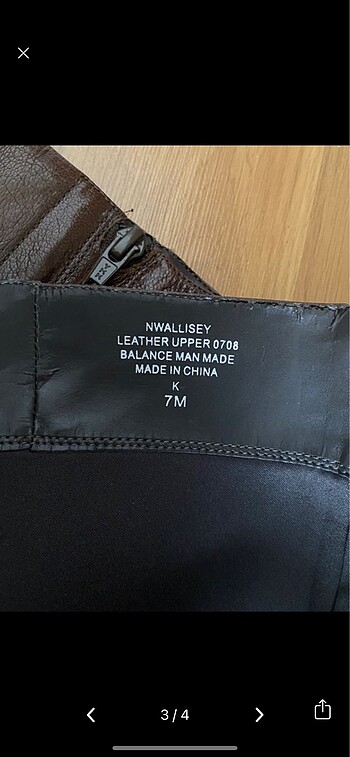 NWALLISEY
LEATHER UPPER 0708
BALANCE MAN MADE
MADE IN CHINA
K
7M
3 / 4